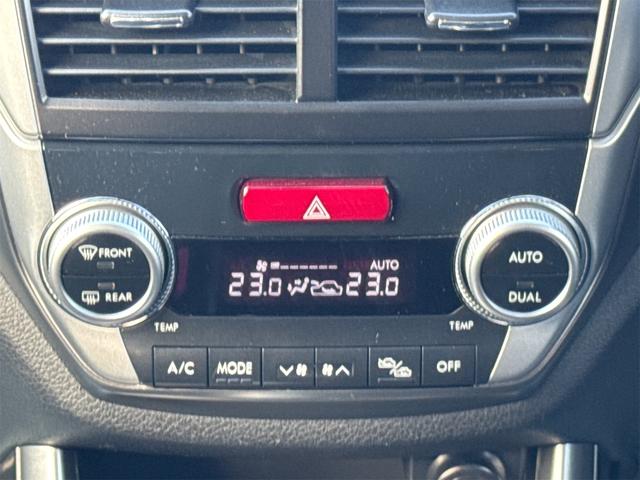 FRONT
REAR
AUTO
23.0 23.0
AUTO
DUAL
TEMP
TEMP
A/C
MODE
OFF